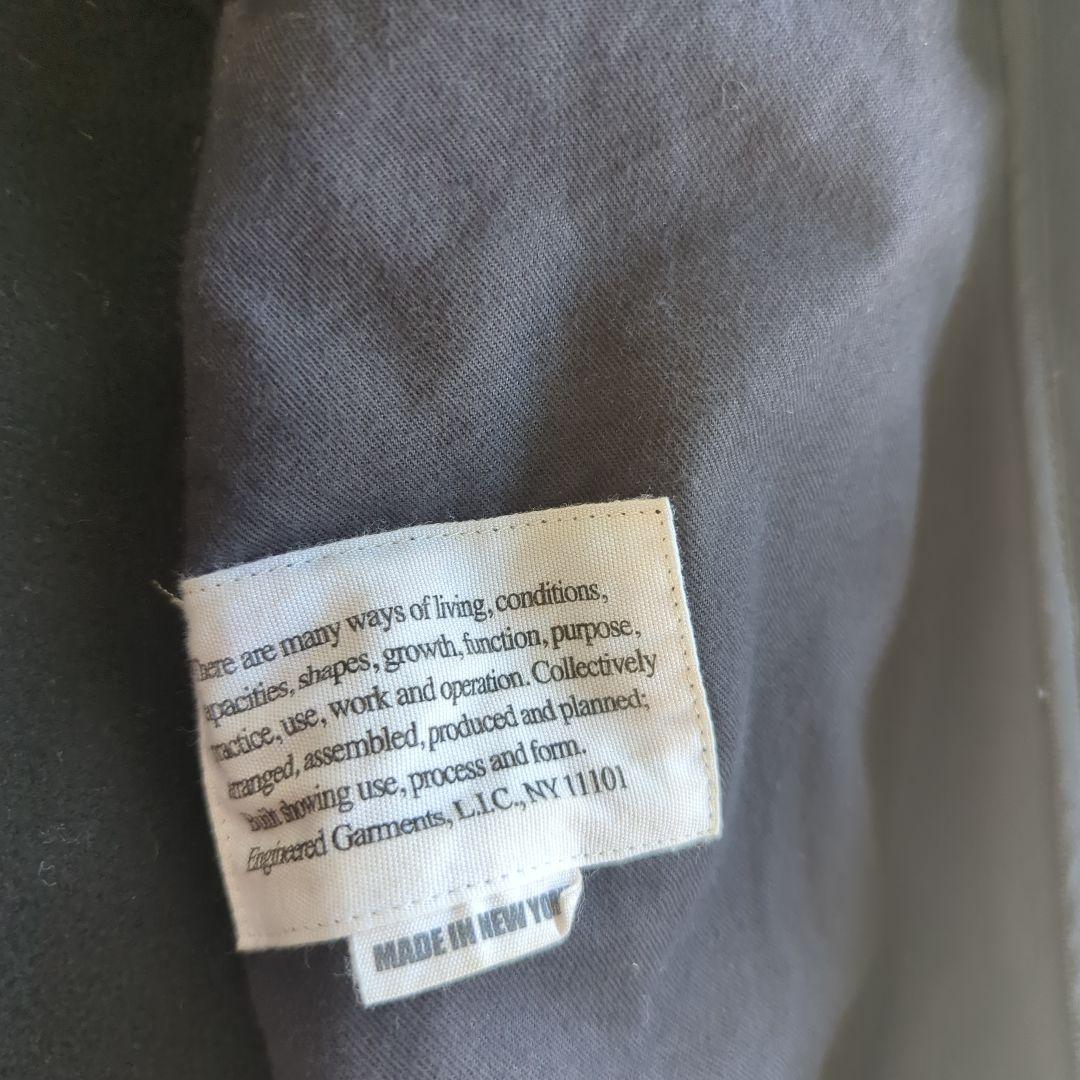 There are many ways of living, conditions,
capacities, shapes, growth, function, purpose,
practice, use, work and operation. Collectively
arranged, assembled, produced and planned;
Built showing use, process and form.
Engineered Garments, L.I.C., NY 11101
MADE IN NEW YORK